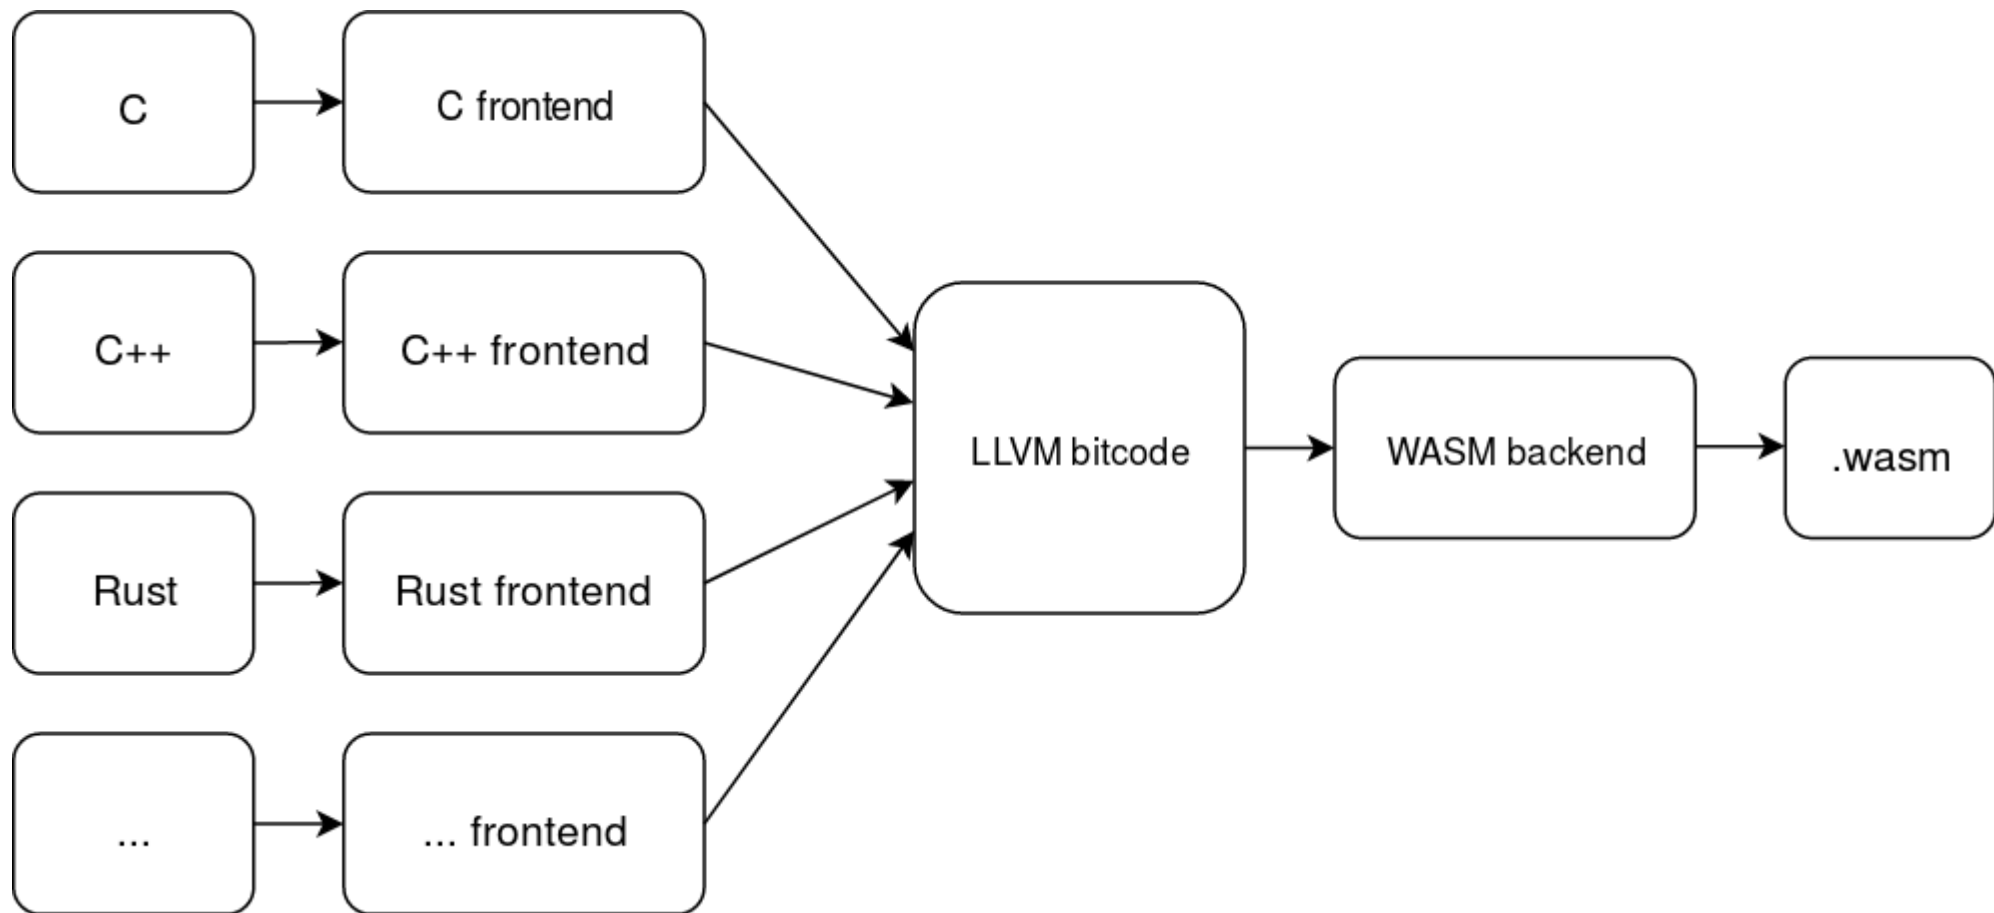 C
C frontend
C++
C++ frontend
LLVM bitcode
WASM backend
.wasm
Rust
Rust frontend
...
... frontend